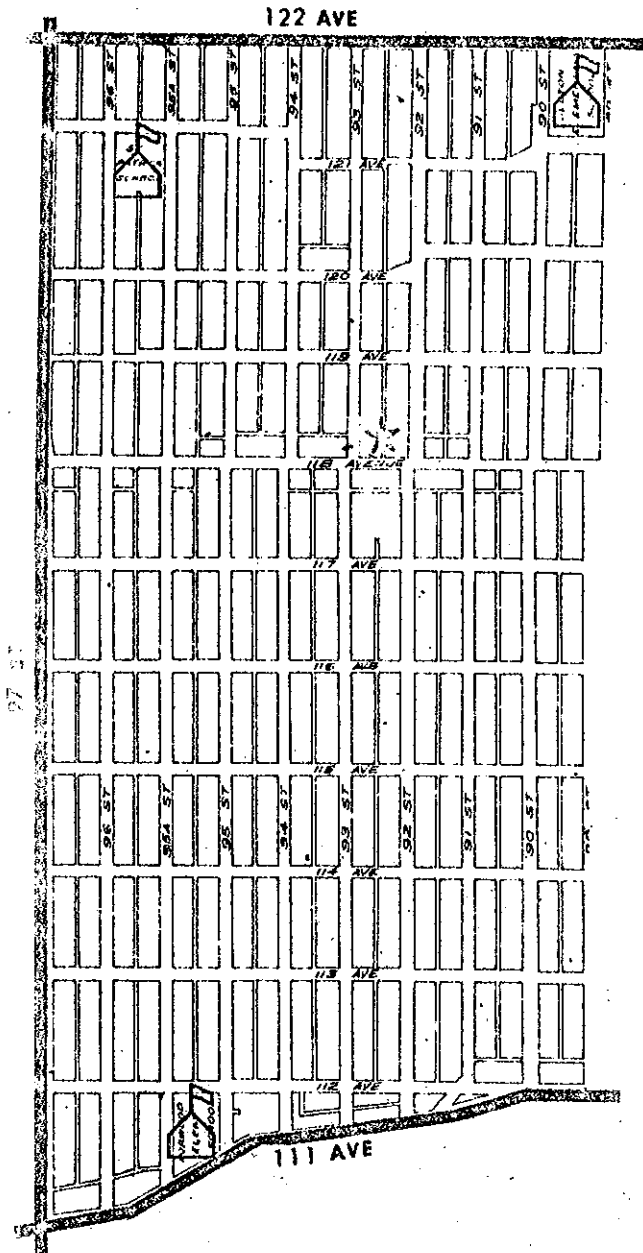 122 AVE
96 ST
95A ST
95 ST
94 ST
93 ST
92 ST
91 ST
90 ST
121 AVE
120 AVE
119 AVE
118 AVENUE
117 AVE
116 AVE
97 ST
115 AVE
96 ST
95A ST
95 ST
94 ST
93 ST
92 ST
91 ST
90 ST
114 AVE
113 AVE
112 AVE
111 AVE